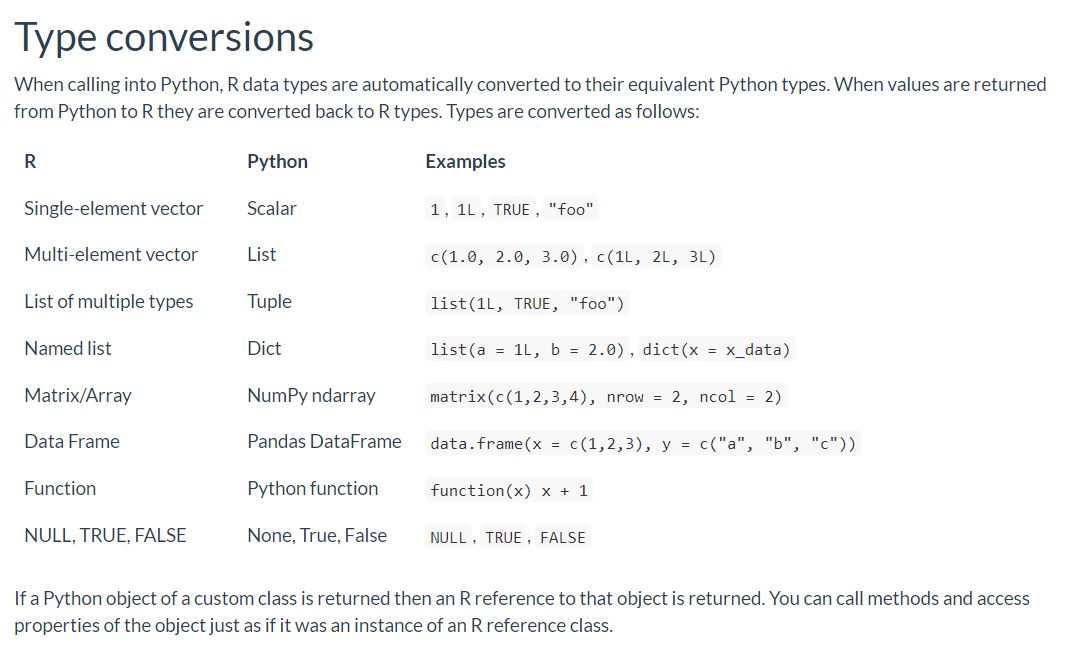 Type conversions
When calling into Python, R data types are automatically converted to their equivalent Python types. When values are returned
from Python to R they are converted back to R types. Types are converted as follows:
R Python Examples
Single-element vector Scalar 1, 1L, TRUE, "foo"
Multi-element vector List c(1.0, 2.0, 3.0), c(1L, 2L, 3L)
List of multiple types Tuple list(1L, TRUE, "foo")
Named list Dict list(a = 1L, b = 2.0), dict(x = x_data)
Matrix/Array NumPy ndarray matrix(c(1,2,3,4), nrow = 2, ncol = 2)
Data Frame Pandas DataFrame data.frame(x = c(1,2,3), y = c("a", "b", "c"))
Function Python function function(x) x + 1
NULL, TRUE, FALSE None, True, False NULL, TRUE, FALSE
If a Python object of a custom class is returned then an R reference to that object is returned. You can call methods and access
properties of the object just as if it was an instance of an R reference class.